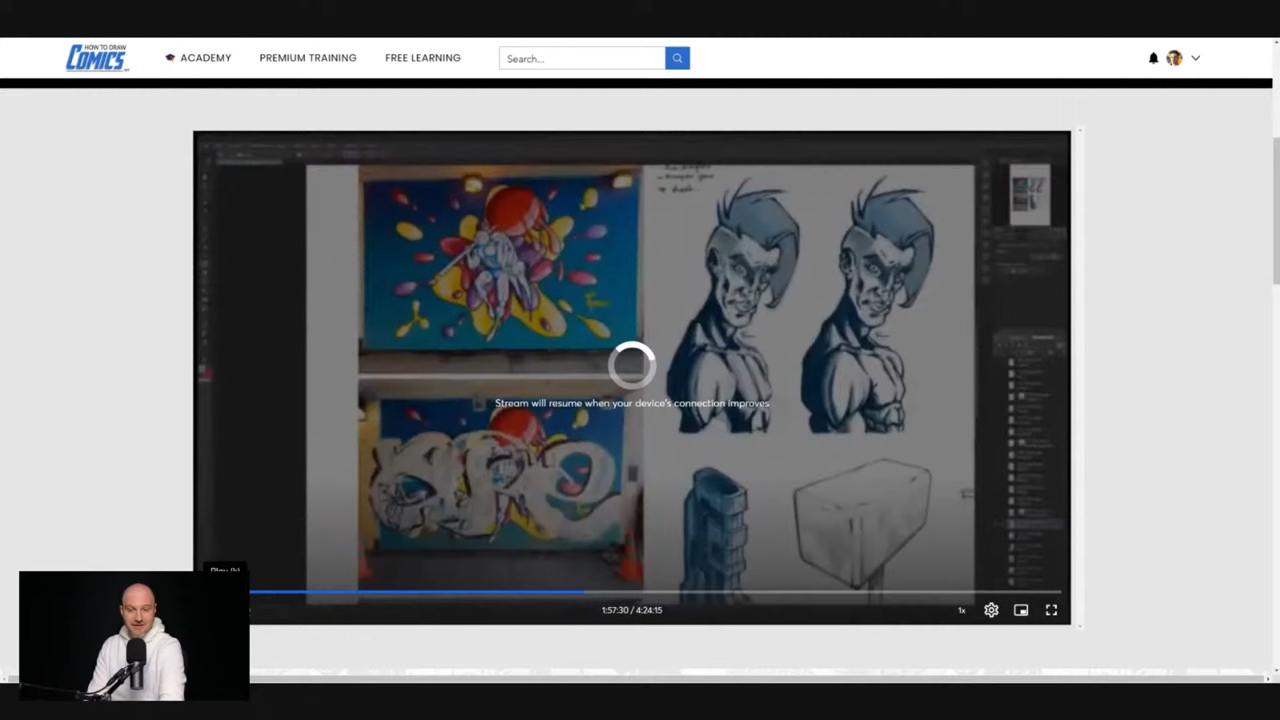 HOW TO DRAW
COMICS
ACADEMY
PREMIUM TRAINING
FREE LEARNING
Search...
Stream will resume when your device's connection improves
1:57:30 / 4:24:15
1x